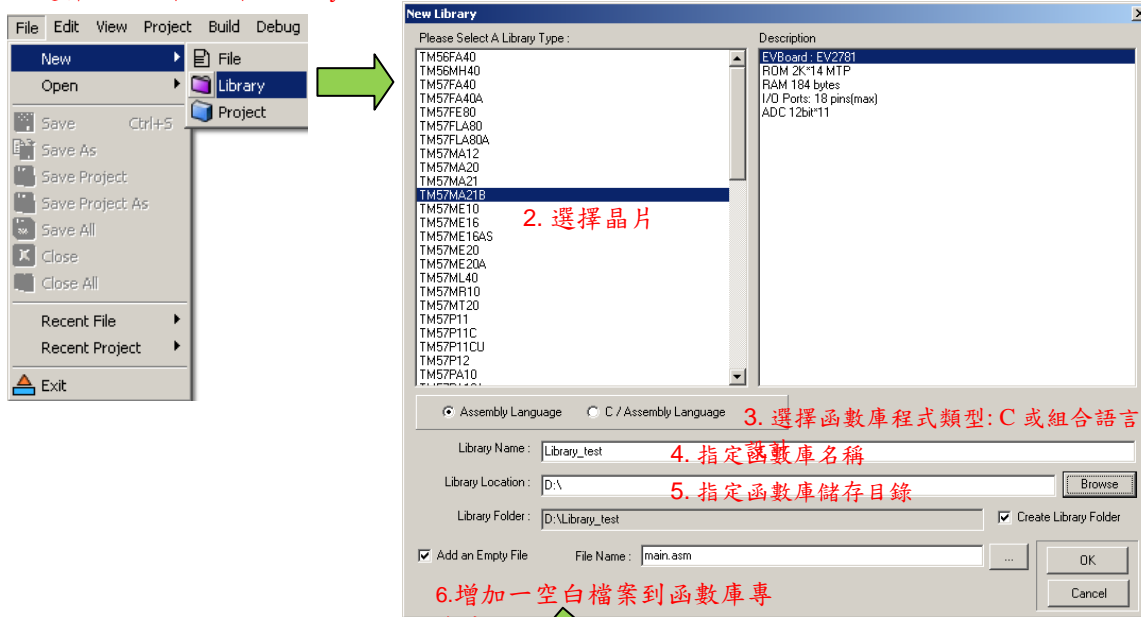 File Edit View Project Build Debug
New
Open
Save Ctrl+S
Save As
Save Project
Save Project As
Save All
Close
Close All
Recent File
Recent Project
Exit
File
Library
Project
New Library
Please Select A Library Type :
TM56FA40
TM56MH40
TM57FA40
TM57FA40A
TM57FE80
TM57FLA80
TM57FLA80A
TM57MA12
TM57MA20
TM57MA21
TM57MA21B
TM57ME10
TM57ME16
TM57ME16AS
TM57ME20
TM57ME20A
TM57ML40
TM57MR10
TM57MT20
TM57P11
TM57P11C
TM57P11CU
TM57P12
TM57PA10
2. 選擇晶片
Description
EVBoard : EV2781
ROM 2K*14 MTP
RAM 184 bytes
I/O Ports: 18 pins(max)
ADC 12bit*11
Assembly Language C / Assembly Language
3. 選擇函數庫程式類型: C 或組合語言
Library Name : Library_test
4. 指定函數庫名稱
Library Location : D:\ Browse
5. 指定函數庫儲存目錄
Library Folder : D:\Library_test Create Library Folder
Add an Empty File File Name : main.asm ... OK
Cancel
6.增加一空白檔案到函數庫專